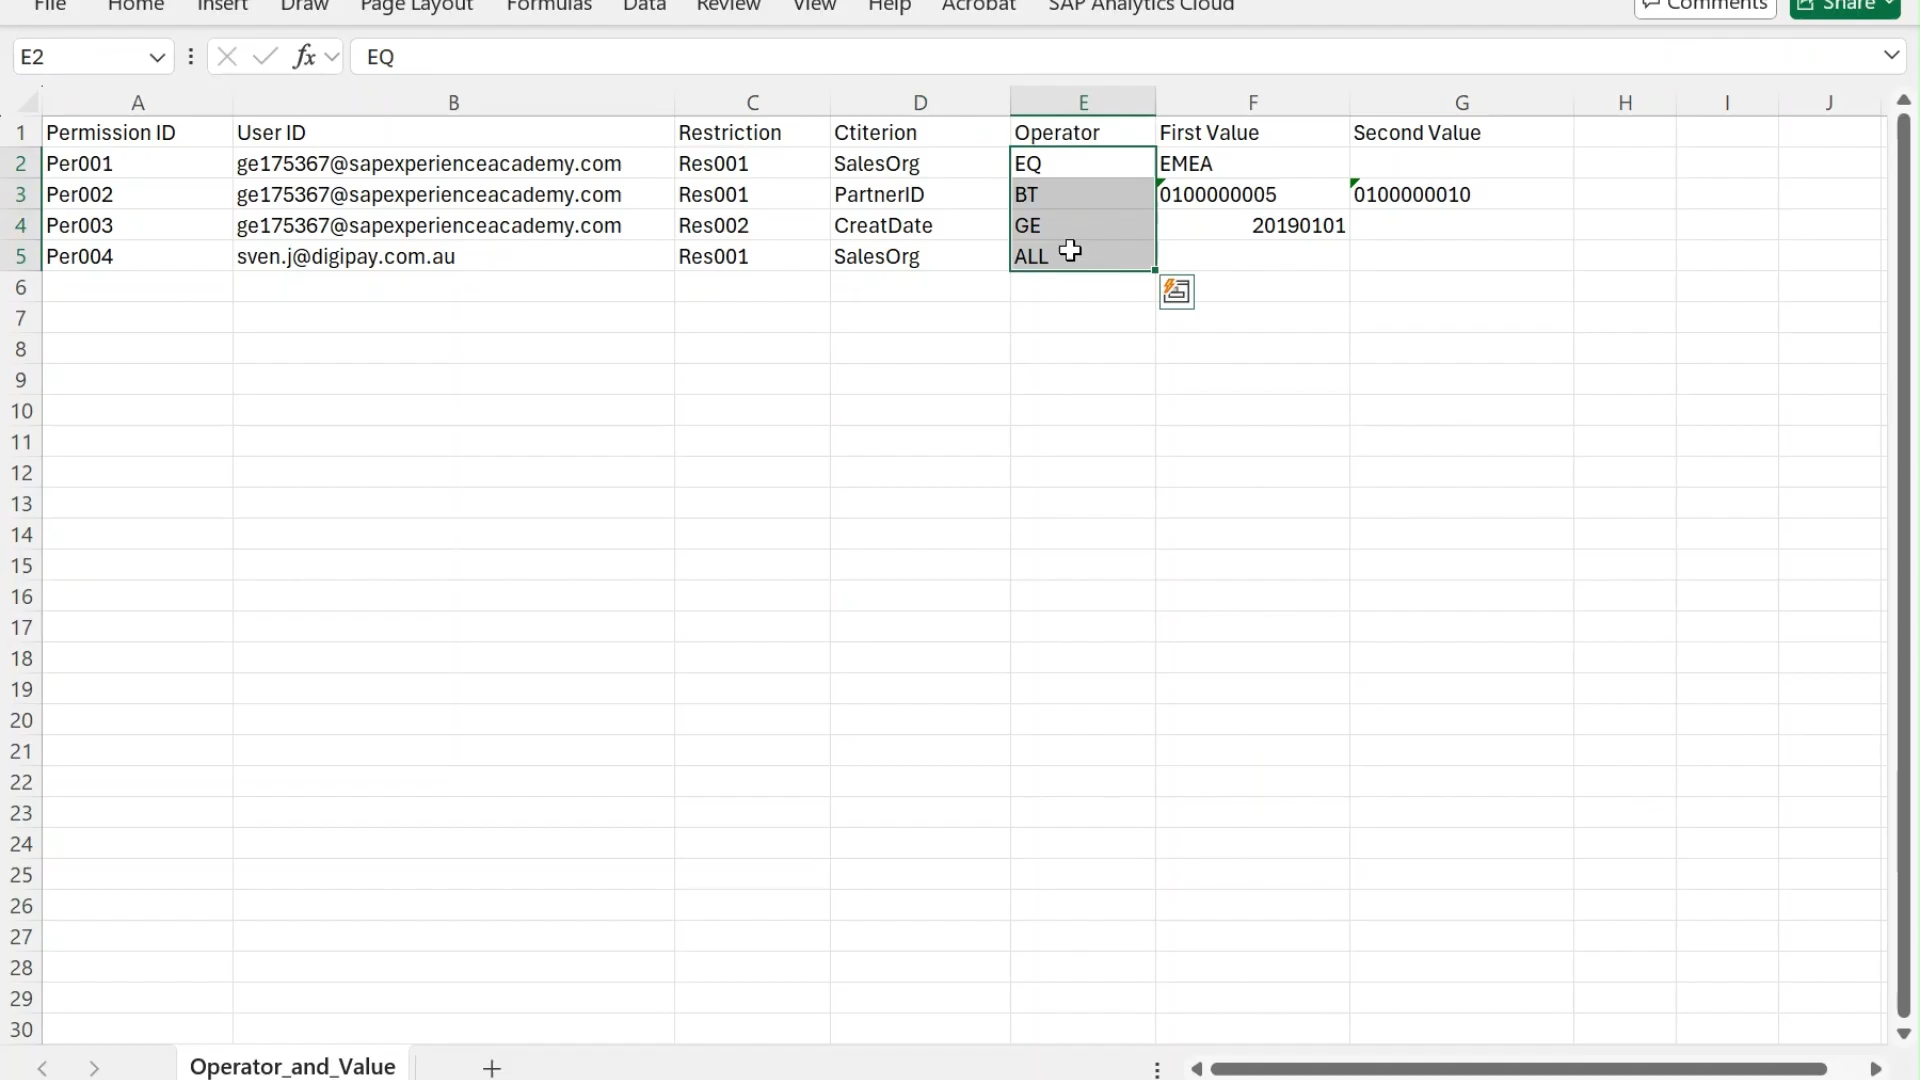 File Home Insert Draw Page Layout Formulas Data Review View Help Acrobat SAP Analytics Cloud Comments Share
E2 fx EQ
A B C D E F G H I J
1 Permission ID User ID Restriction Ctiterion Operator First Value Second Value
2 Per001 ge175367@sapexperienceacademy.com Res001 SalesOrg EQ EMEA
3 Per002 ge175367@sapexperienceacademy.com Res001 PartnerID BT 0100000005 0100000010
4 Per003 ge175367@sapexperienceacademy.com Res002 CreatDate GE 20190101
5 Per004 sven.j@digipay.com.au Res001 SalesOrg ALL
6
7
8
9
10
11
12
13
14
15
16
17
18
19
20
21
22
23
24
25
26
27
28
29
30
Operator_and_Value